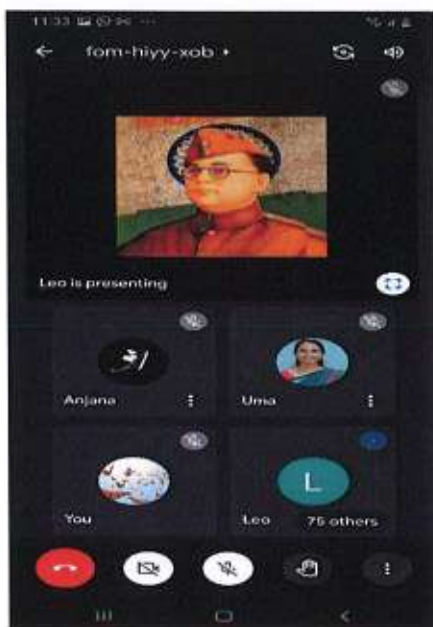 11:33
fom-hiyy-xob
Leo is presenting
Anjana
Uma
You
L
Leo 75 others